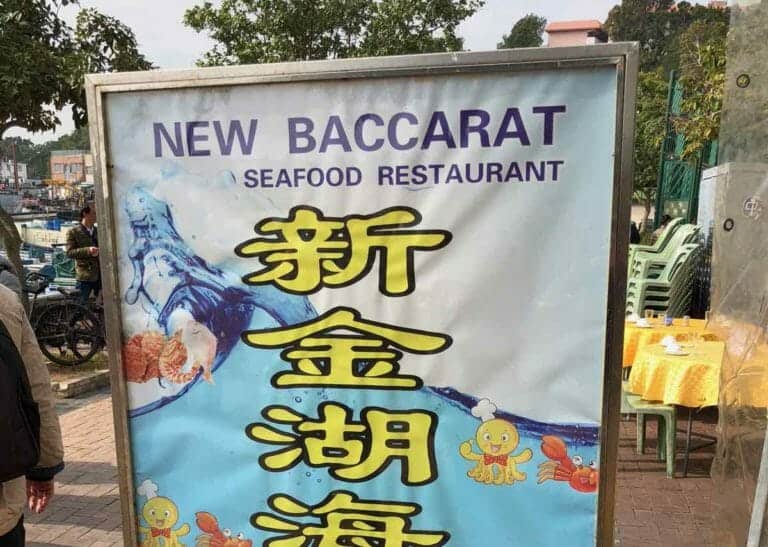 NEW BACCARAT
SEAFOOD RESTAURANT
新
金
湖
海